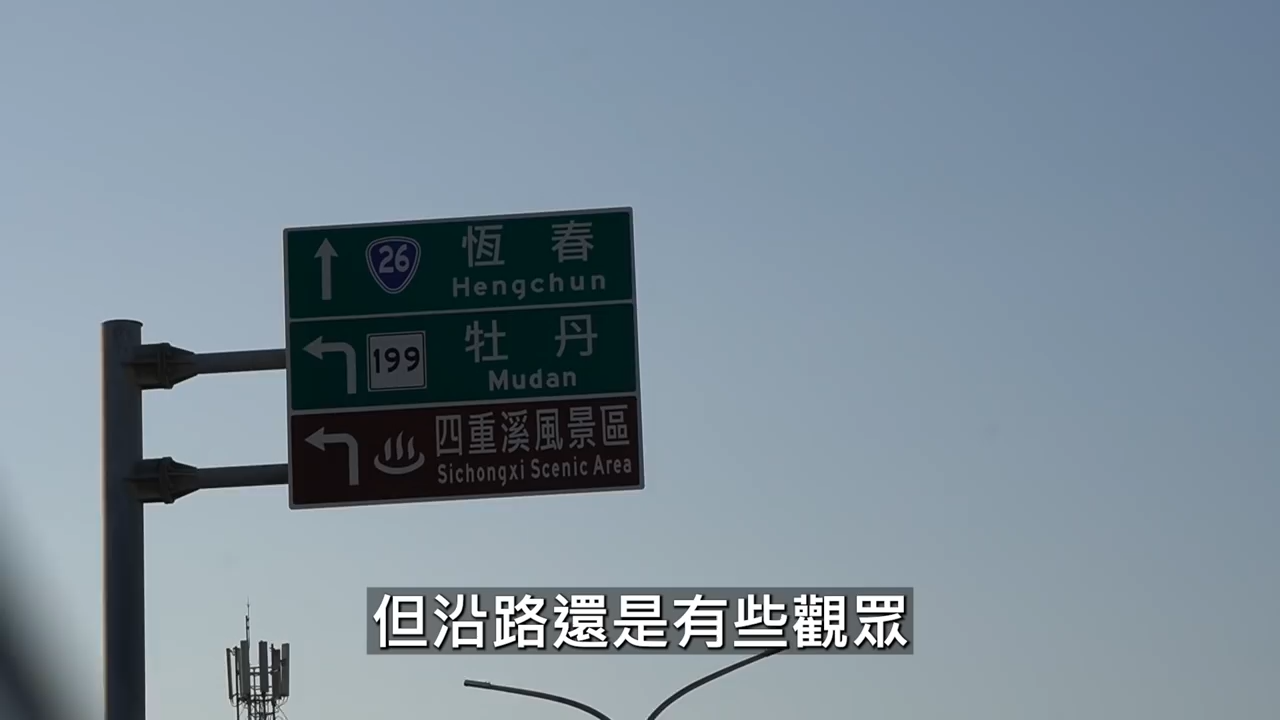 26
恆春
Hengchun
199
牡丹
Mudan
四重溪風景區
Sichongxi Scenic Area
但沿路還是有些觀眾